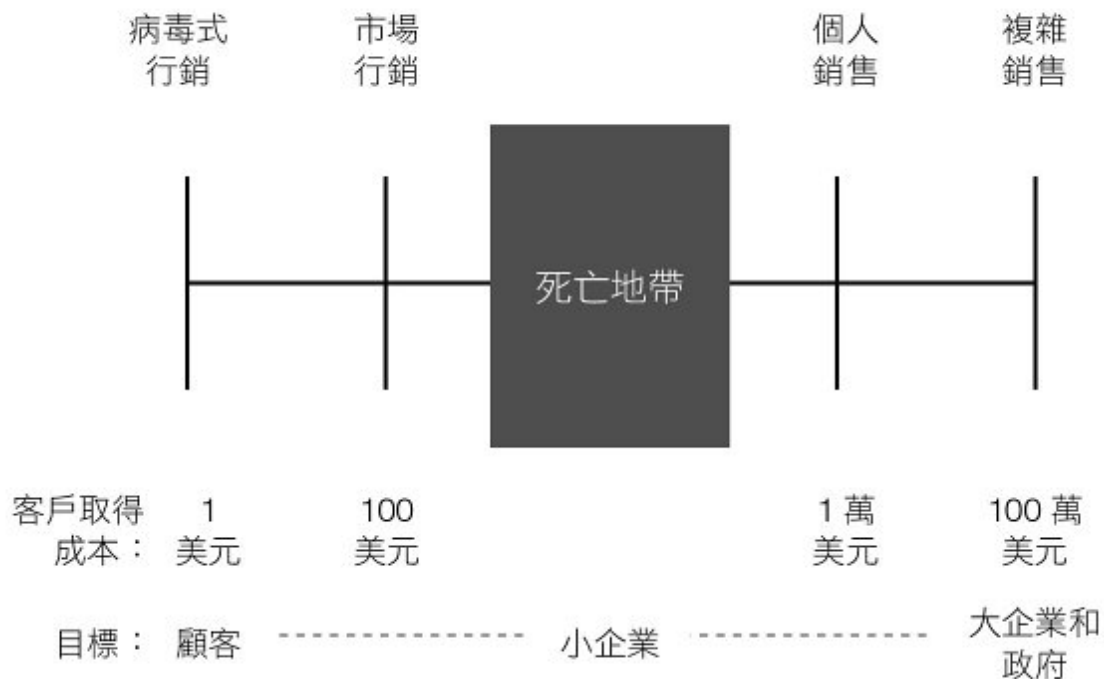 病毒式 市場 個人 複雜
行銷 行銷 銷售 銷售
死亡地帶
客戶取得 1 100 1 萬 100 萬
成本： 美元 美元 美元 美元
目標： 顧客 小企業 大企業和
政府